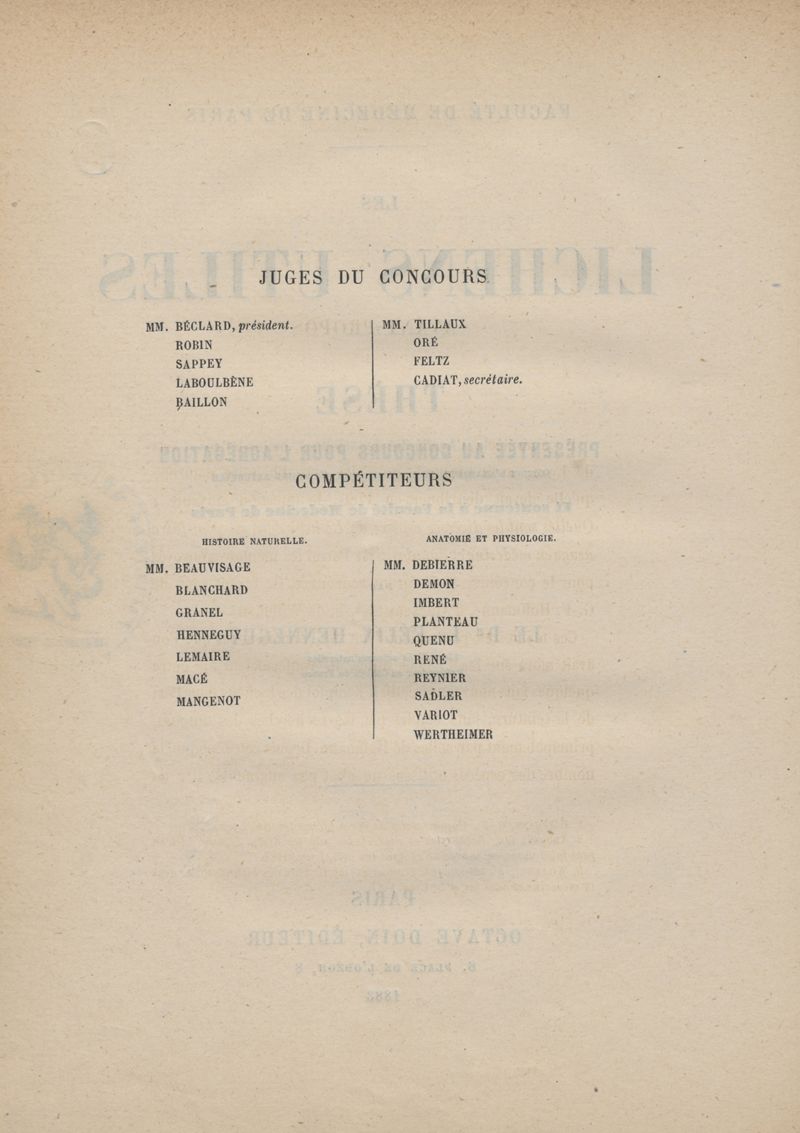 JUGES DU CONCOURS
MM. BÉCLARD, président.
ROBIN
SAPPEY
LABOULBÈNE
BAILLON
MM. TILLAUX
ORÉ
FELTZ
CADIAT, secrétaire.
COMPÉTITEURS
HISTOIRE NATURELLE.
MM. BEAUVISAGE
BLANCHARD
GRANEL
HENNEGUY
LEMAIRE
MACÉ
MANGENOT
ANATOMIE ET PHYSIOLOGIE.
MM. DEBIERRE
DEMON
IMBERT
PLANTEAU
QUENU
RENÉ
REYNIER
SADLER
VARIOT
WERTHEIMER